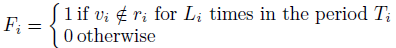 F_i = { 1 if v_i ∉ r_i for L_i times in the period T_i
0 otherwise